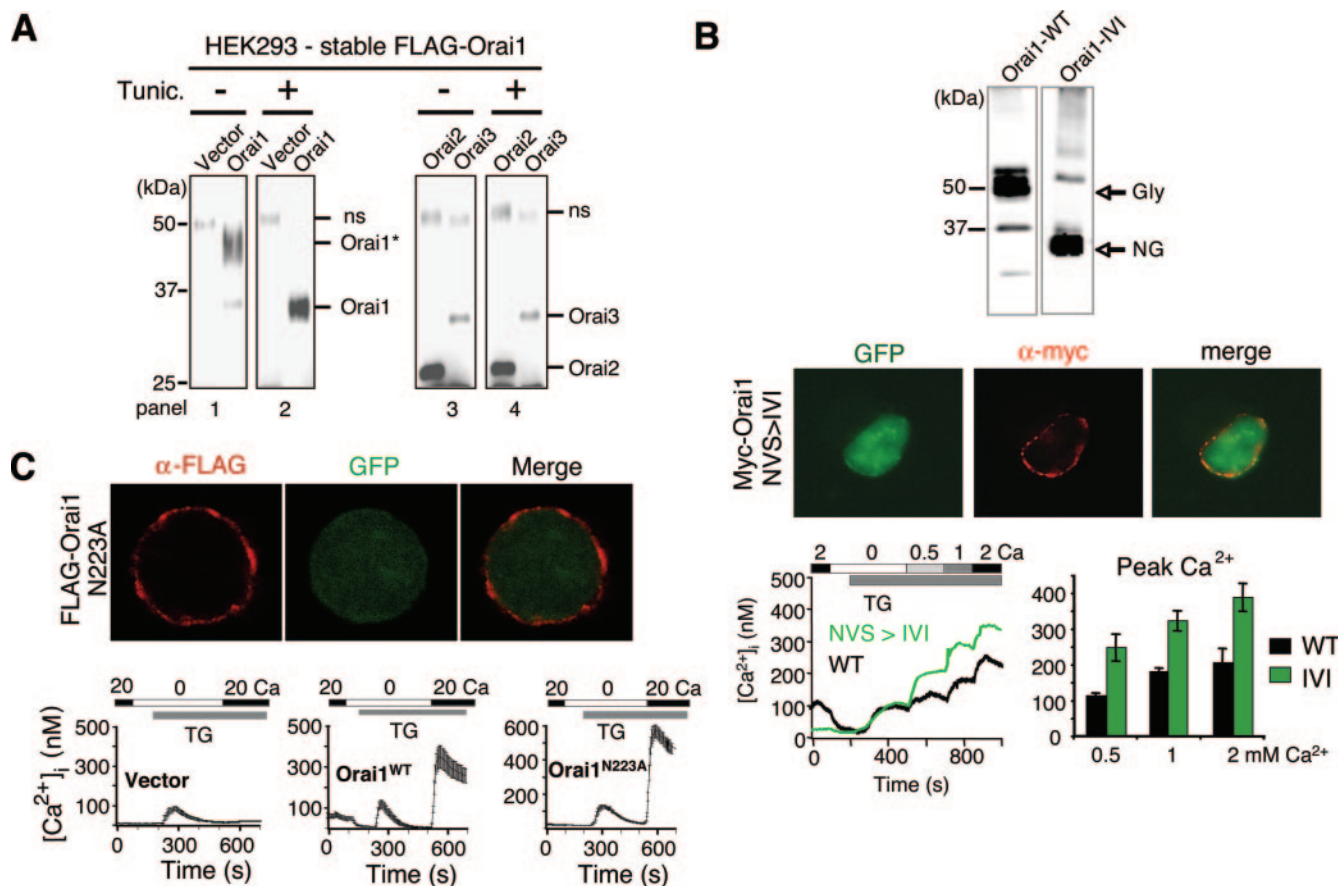 A
HEK293 - stable FLAG-Orai1
Tunic. - + - +
Vector Orai1 Vector Orai1 Orai2 Orai3 Orai2 Orai3
(kDa)
50
37
25
ns
Orai1*
Orai1
ns
Orai3
Orai2
panel 1 2 3 4
B
Orai1-WT Orai1-IVI
(kDa)
50
37
Gly
NG
GFP α-myc merge
Myc-Orai1
NVS>IVI
2 0 0.5 1 2 Ca
TG
NVS > IVI
WT
[Ca²⁺]i (nM)
500
400
300
200
100
0
0 400 800
Time (s)
Peak Ca²⁺
400
300
200
100
0
0.5 1 2 mM Ca²⁺
WT
IVI
C
α-FLAG GFP Merge
FLAG-Orai1
N223A
20 0 20 Ca
TG
Vector
[Ca²⁺]i (nM)
500
300
100
0 300 600
Time (s)
20 0 20 Ca
TG
Orai1WT
500
300
100
0 300 600
Time (s)
20 0 20 Ca
TG
Orai1N223A
600
400
200
0 300 600
Time (s)